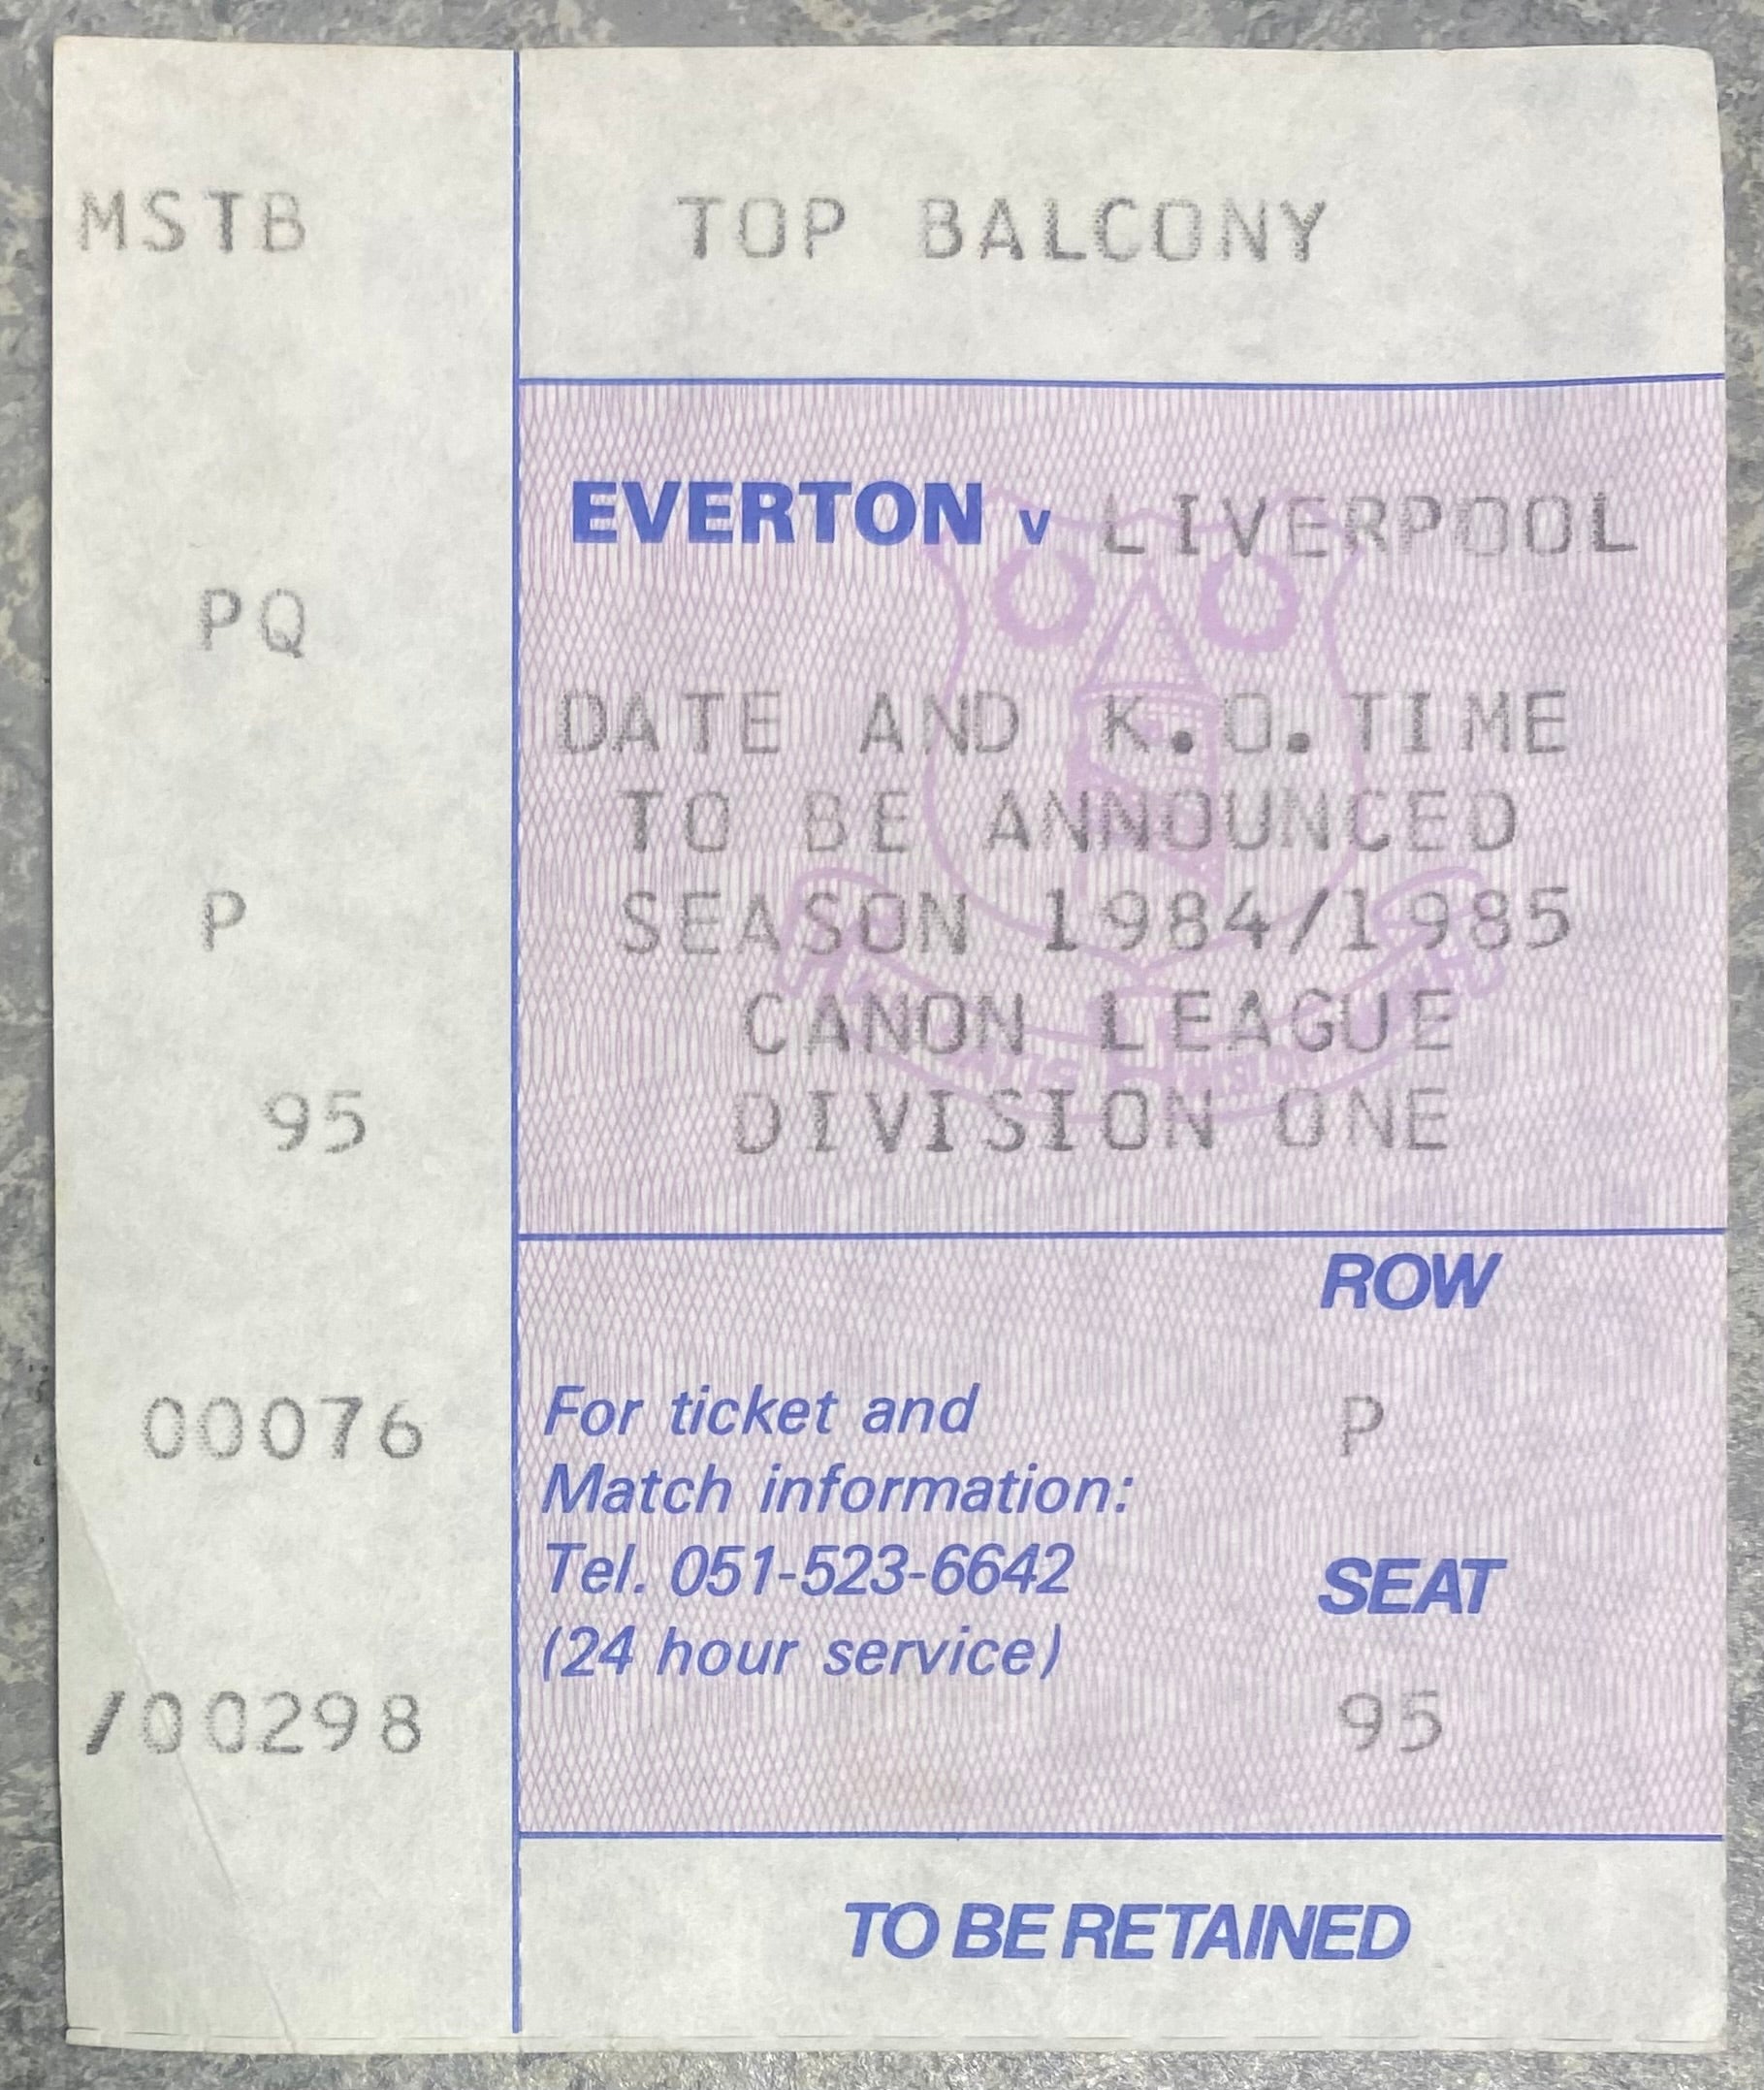 MSTB
PQ
P
95
00076
/00298
TOP BALCONY
EVERTON v LIVERPOOL
DATE AND K.O.TIME
TO BE ANNOUNCED
SEASON 1984/1985
CANON LEAGUE
DIVISION ONE
For ticket and
Match information:
Tel. 051-523-6642
(24 hour service)
ROW
P
SEAT
95
TO BE RETAINED